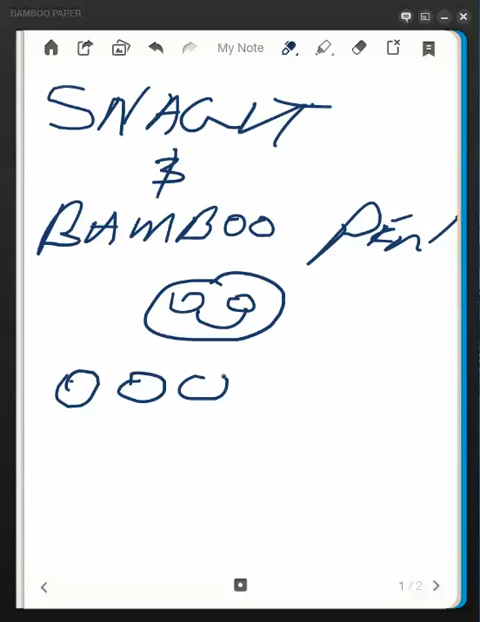 BAMBOO PAPER
My Note
SNAGIT
&
BAMBOO PEN
1 / 2